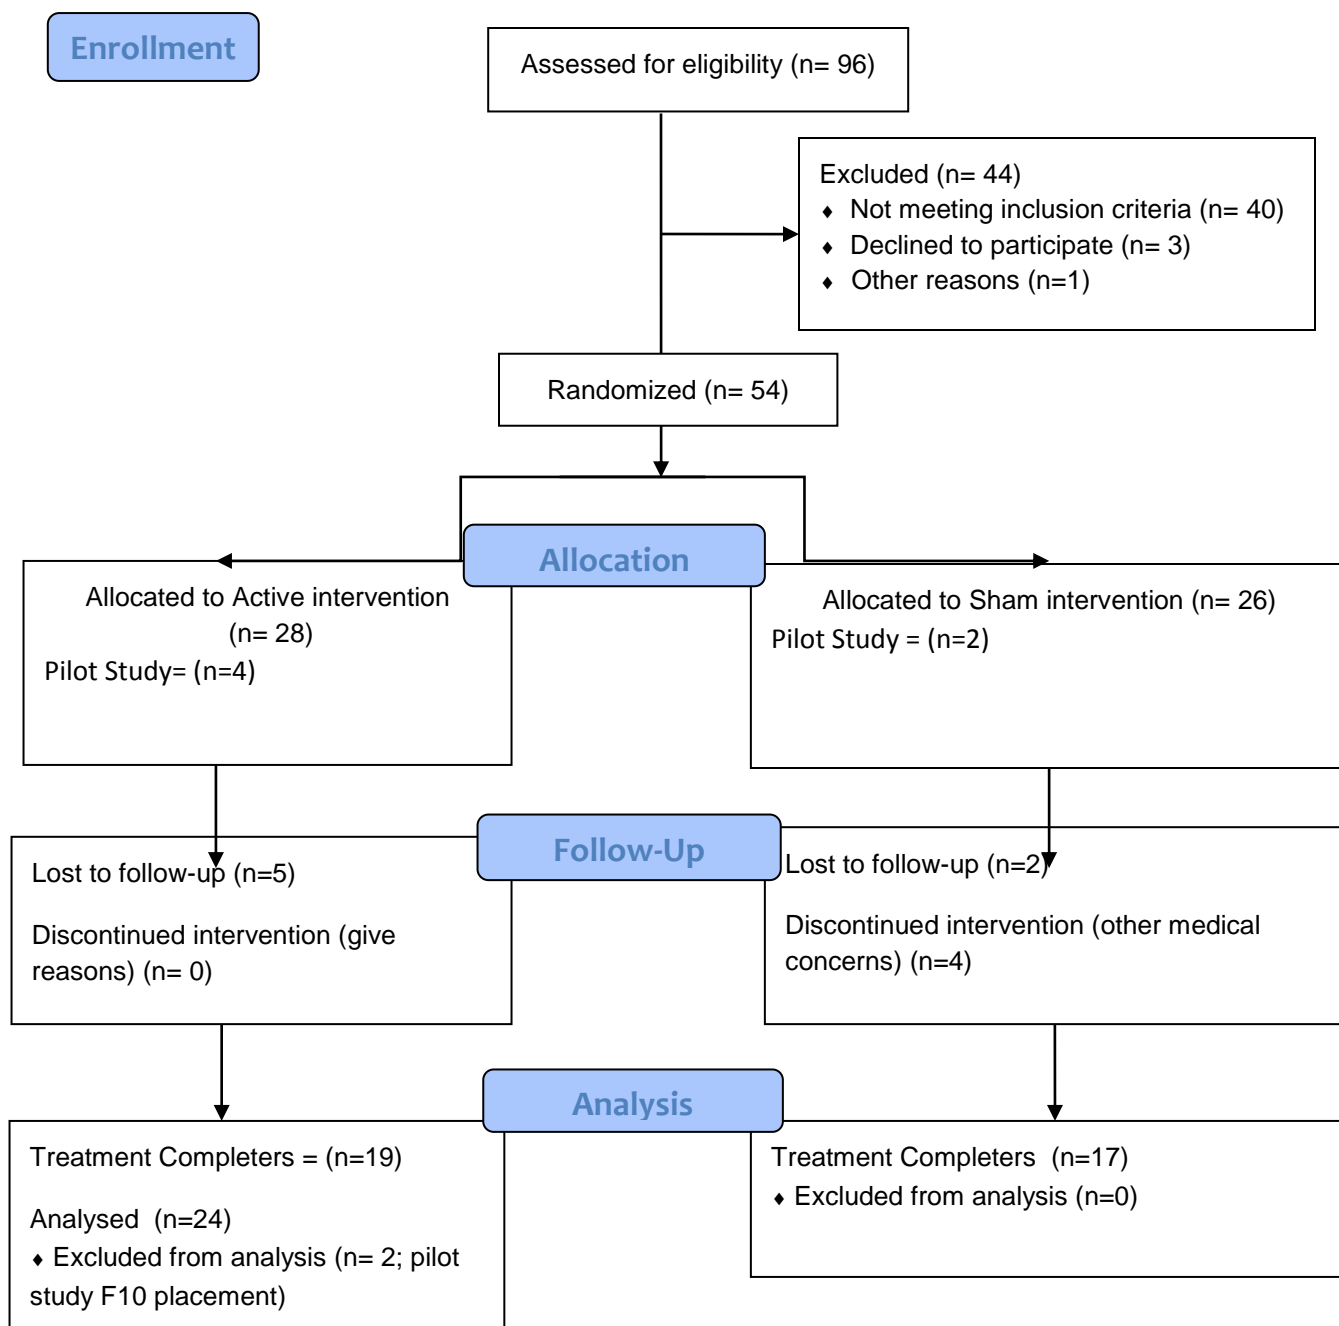 Enrollment
Assessed for eligibility (n= 96)
Excluded (n= 44)
♦ Not meeting inclusion criteria (n= 40)
♦ Declined to participate (n= 3)
♦ Other reasons (n=1)
Randomized (n= 54)
Allocation
Allocated to Active intervention
(n= 28)
Pilot Study= (n=4)
Allocated to Sham intervention (n= 26)
Pilot Study = (n=2)
Follow-Up
Lost to follow-up (n=5)
Discontinued intervention (give
reasons) (n= 0)
Lost to follow-up (n=2)
Discontinued intervention (other medical
concerns) (n=4)
Analysis
Treatment Completers = (n=19)
Analysed (n=24)
♦ Excluded from analysis (n= 2; pilot
study F10 placement)
Treatment Completers (n=17)
♦ Excluded from analysis (n=0)